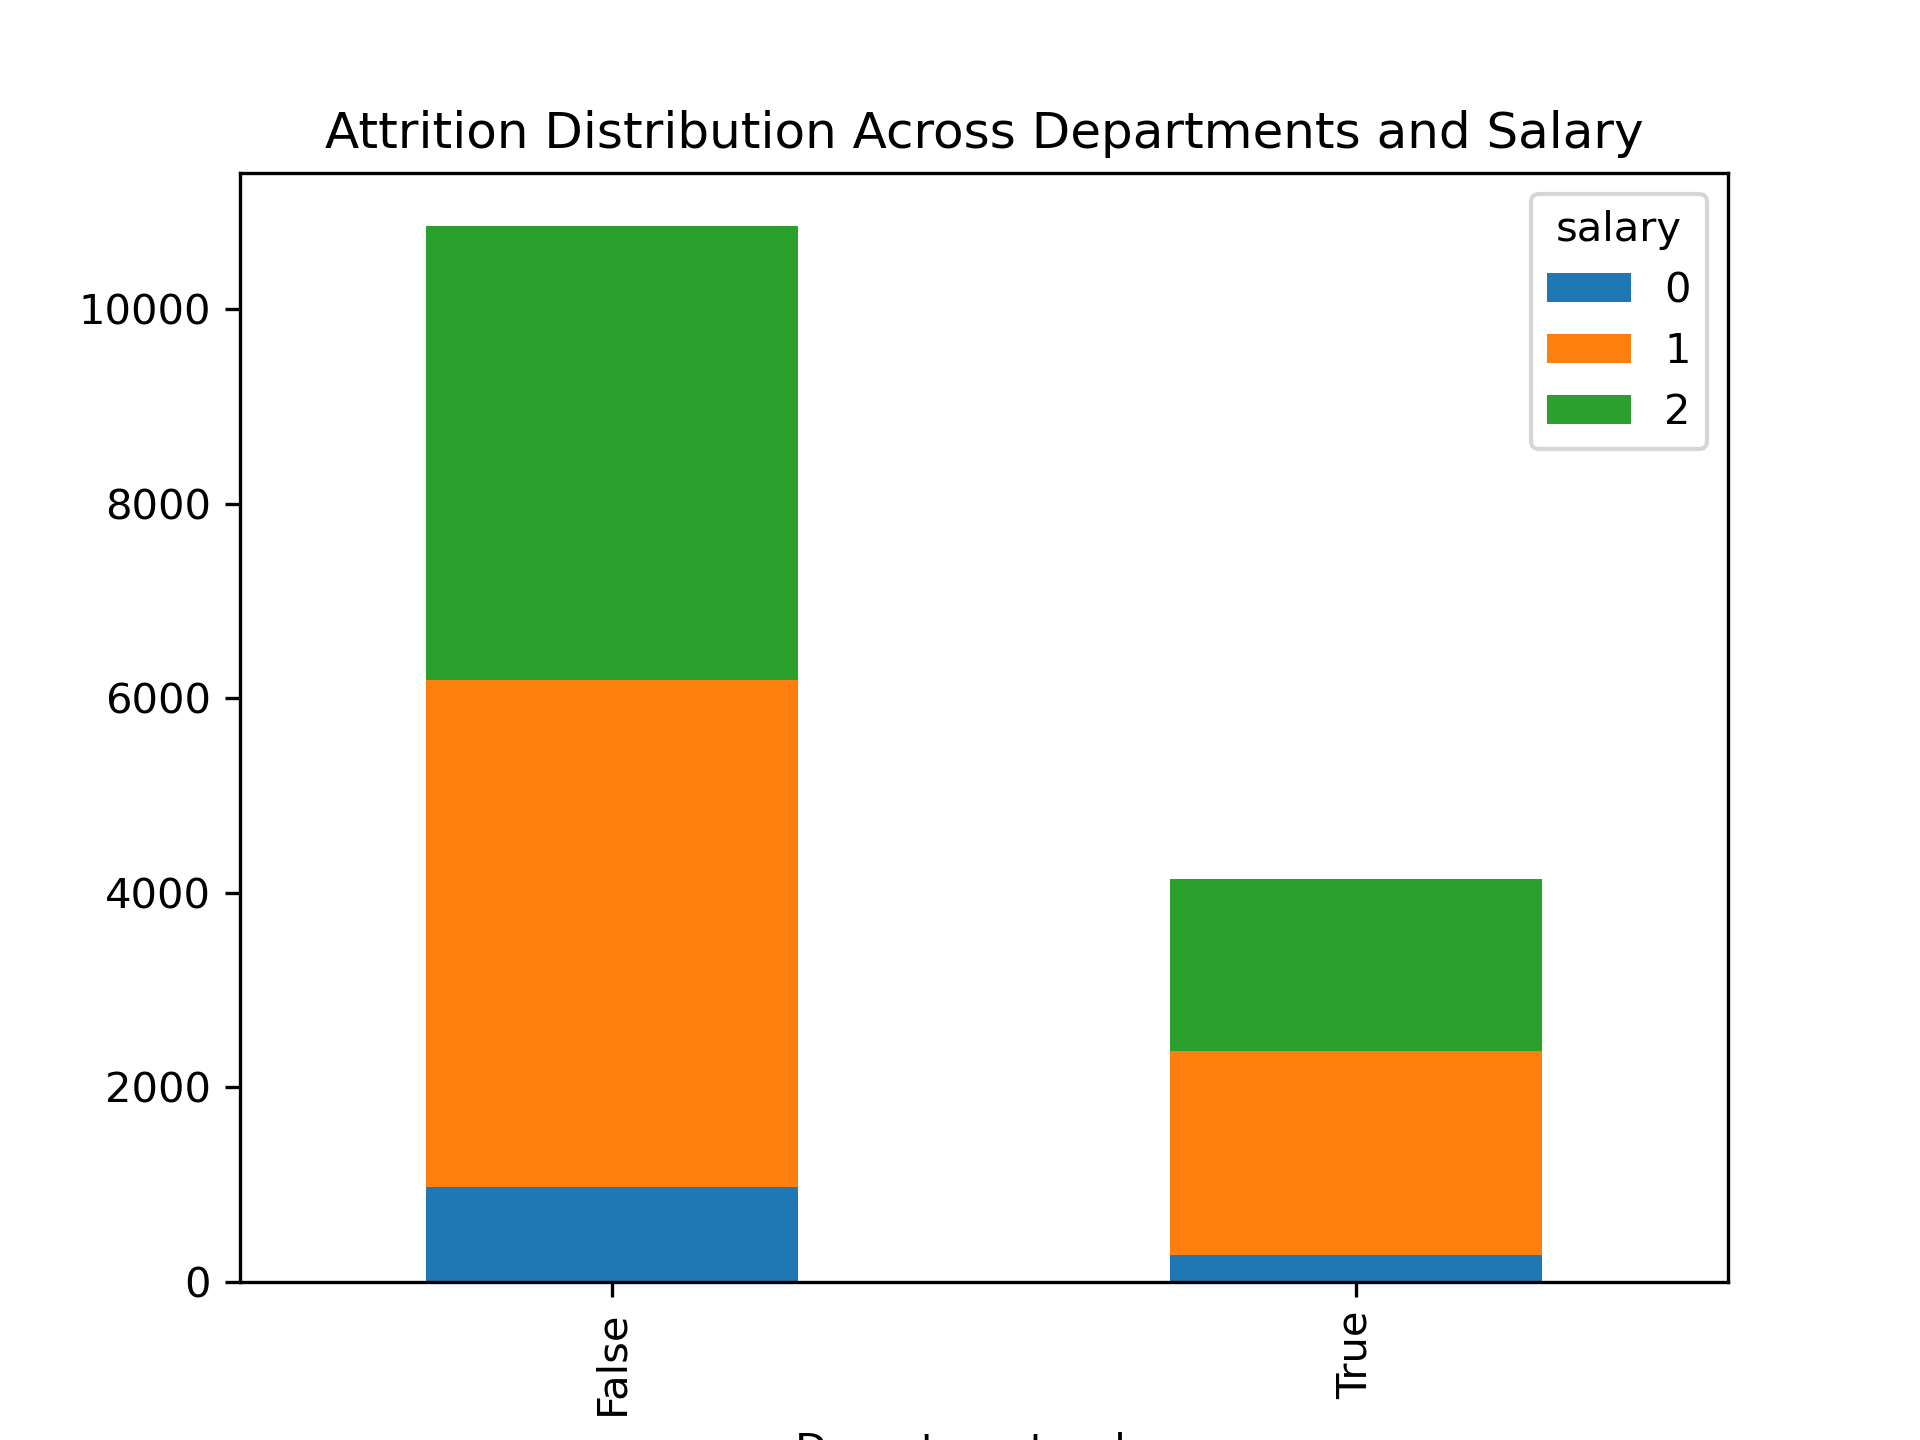 Attrition Distribution Across Departments and Salary
salary
0
1
2
10000
8000
6000
4000
2000
0
False
True